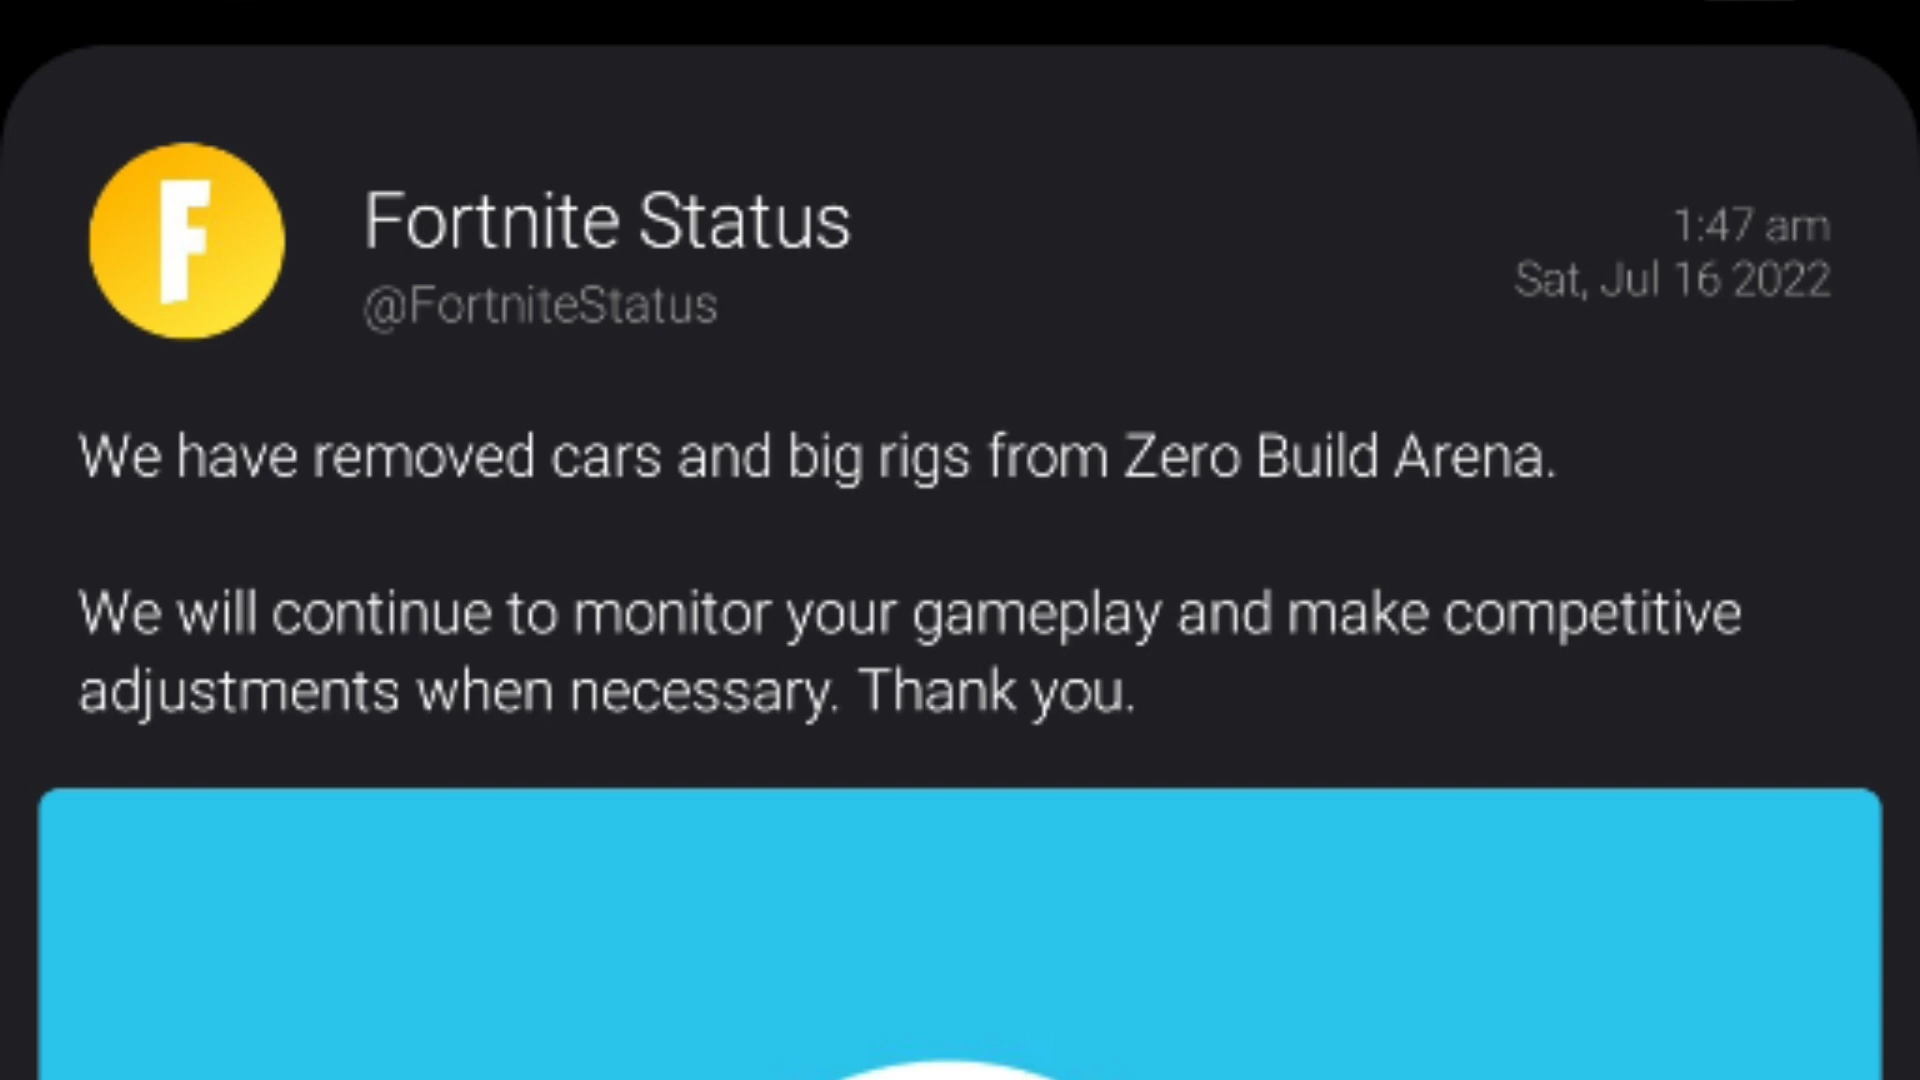 F
Fortnite Status
@FortniteStatus
1:47 am
Sat, Jul 16 2022
We have removed cars and big rigs from Zero Build Arena.
We will continue to monitor your gameplay and make competitive
adjustments when necessary. Thank you.